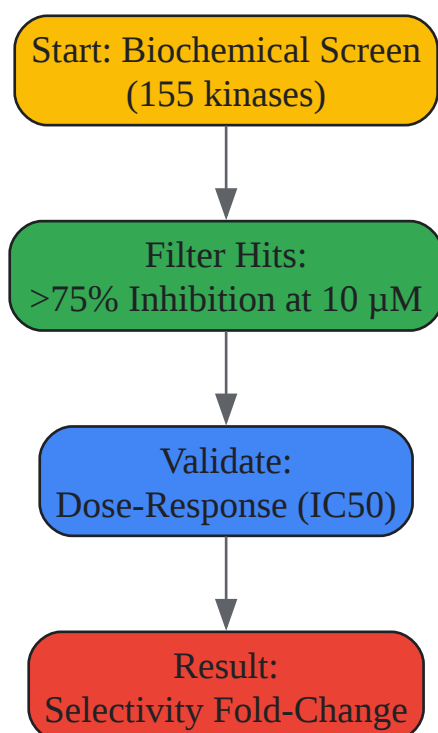 Start: Biochemical Screen
(155 kinases)
Filter Hits:
>75% Inhibition at 10 µM
Validate:
Dose-Response (IC50)
Result:
Selectivity Fold-Change